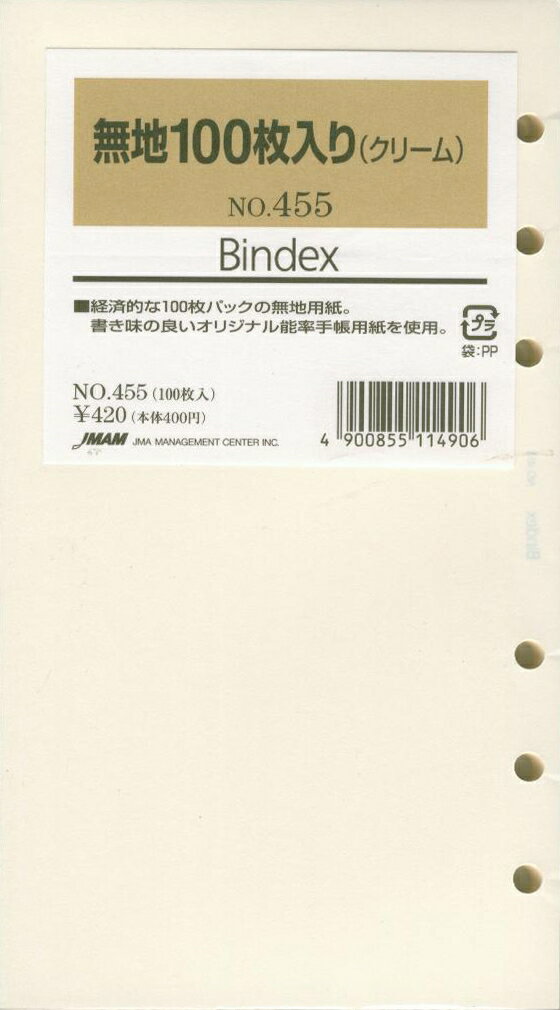 無地100枚入り(クリーム)
NO.455
Bindex
■経済的な100枚パックの無地用紙。
書き味の良いオリジナル能率手帳用紙を使用。
プラ
袋:PP
NO.455(100枚入)
¥420(本体400円)
JMAM JMA MANAGEMENT CENTER INC.
4 900855 114906
Bindex